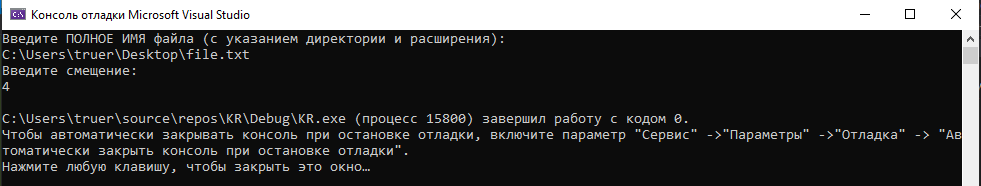 Консоль отладки Microsoft Visual Studio
Введите ПОЛНОЕ ИМЯ файла (с указанием директории и расширения):
C:\Users\truer\Desktop\file.txt
Введите смещение:
4
C:\Users\truer\source\repos\KR\Debug\KR.exe (процесс 15800) завершил работу с кодом 0.
Чтобы автоматически закрывать консоль при остановке отладки, включите параметр "Сервис" ->"Параметры" ->"Отладка" -> "Ав
томатически закрыть консоль при остановке отладки".
Нажмите любую клавишу, чтобы закрыть это окно…